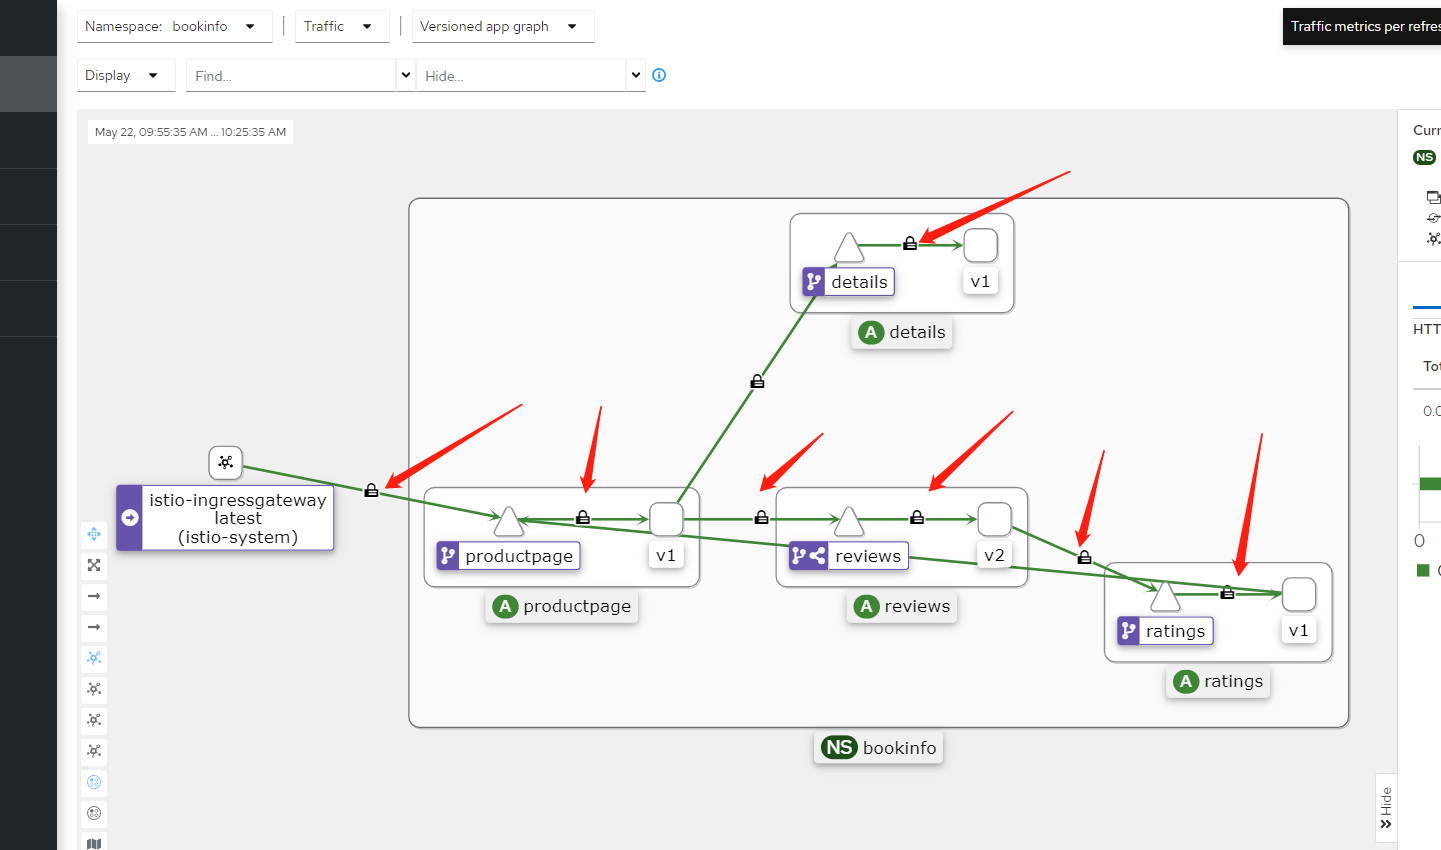 Namespace: bookinfo
Traffic
Versioned app graph
Traffic metrics per refres
Display
Find...
Hide...
May 22, 09:55:35 AM ... 10:25:35 AM
Curr
NS
details
v1
A details
HTT
Tot
0.0
istio-ingressgateway
latest
(istio-system)
productpage
v1
reviews
v2
0
A productpage
A reviews
ratings
v1
A ratings
NS bookinfo
Hide